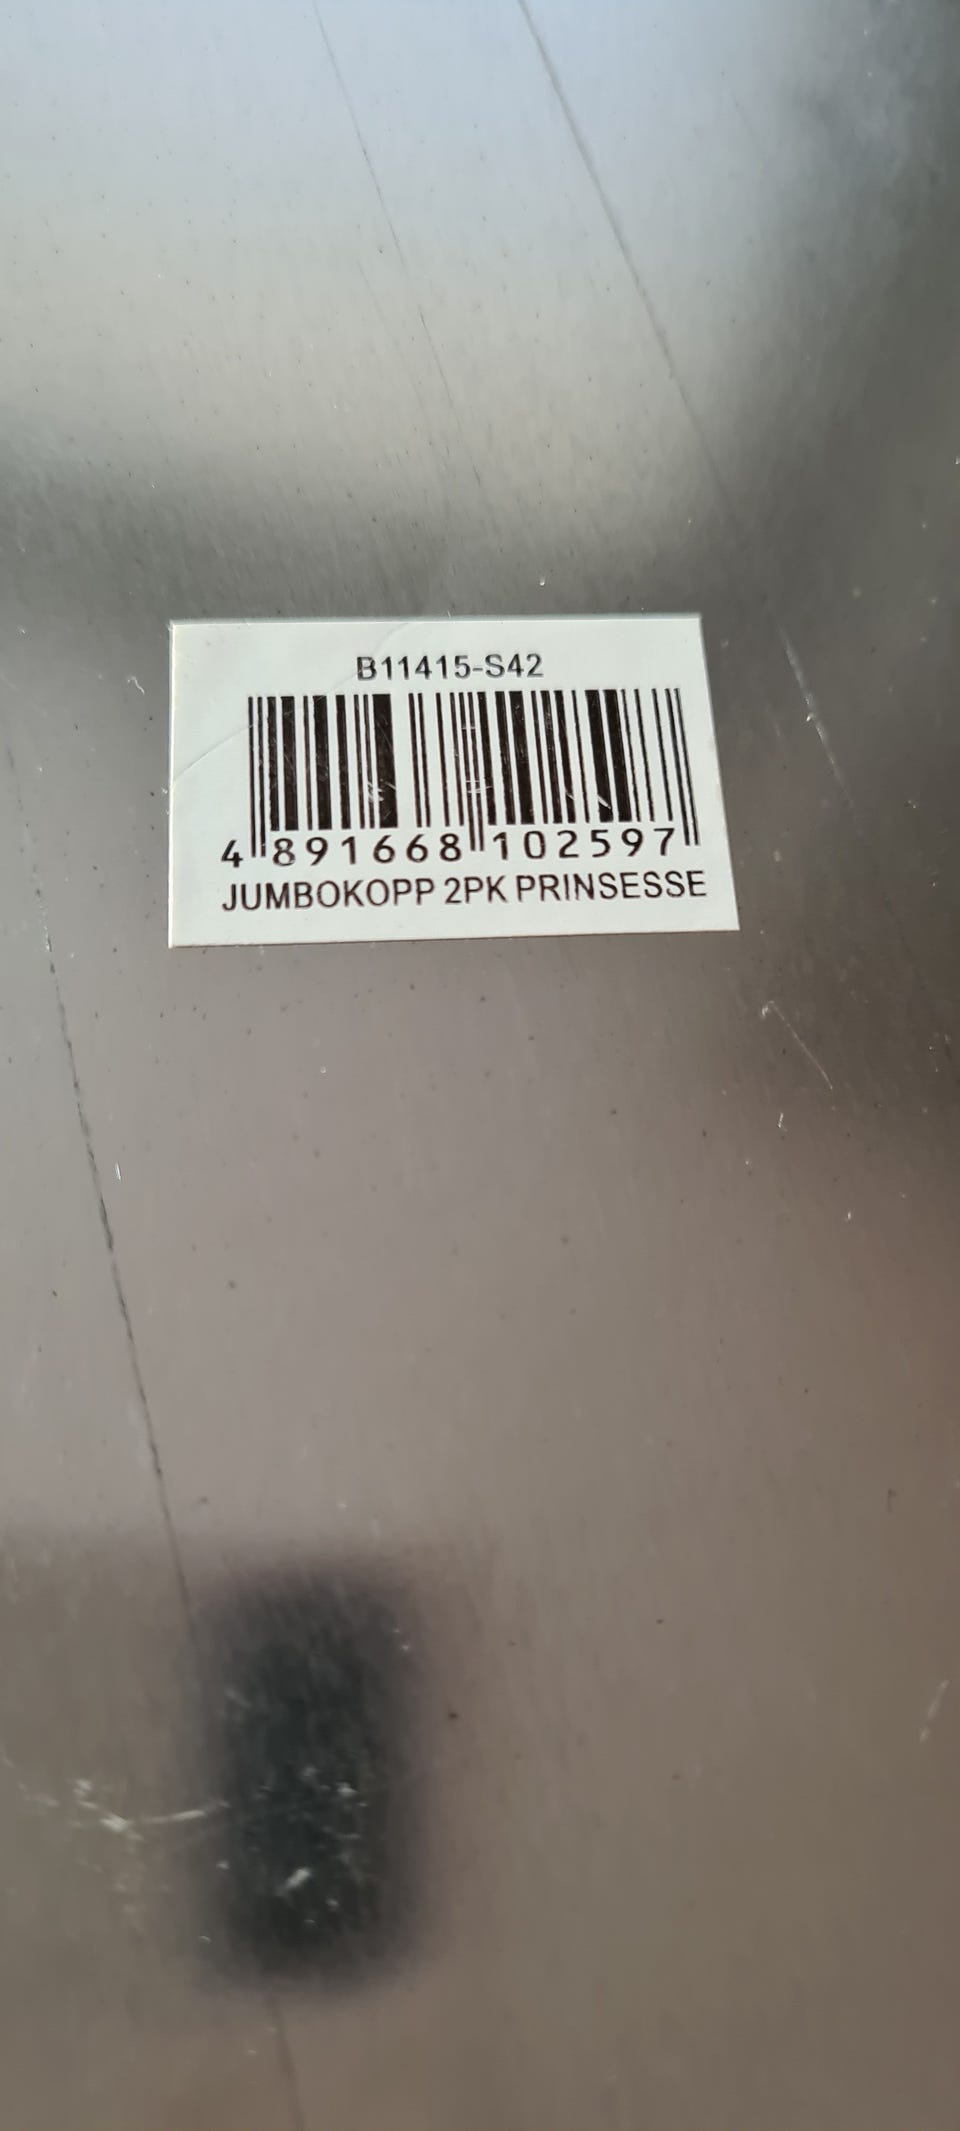 B11415-S42
4 891668 102597
JUMBOKOPP 2PK PRINSESSE